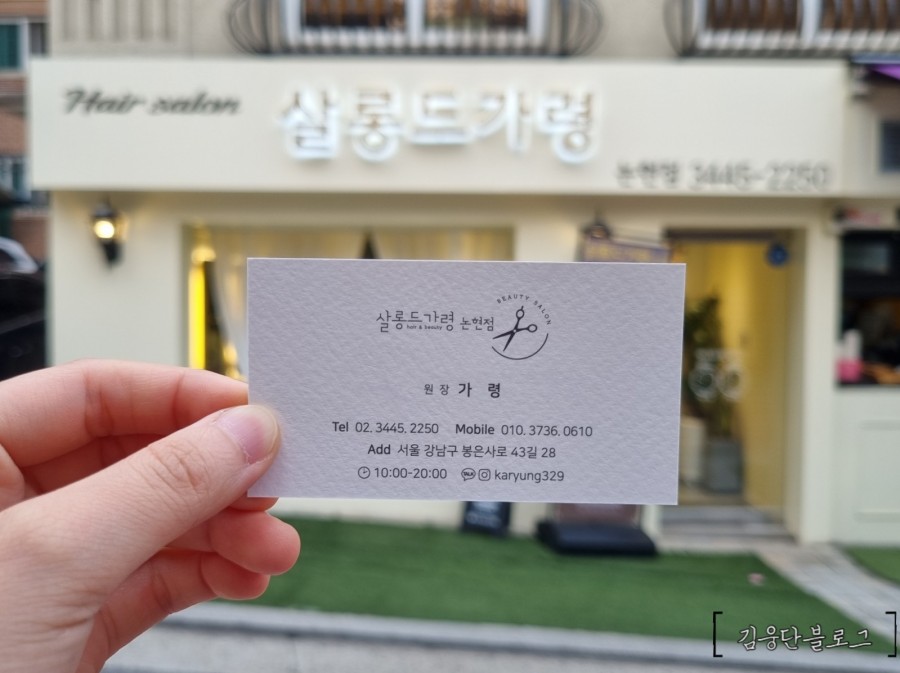 Hair salon
살롱드가령
논현점 3445-2250
BEAUTY SALON
살롱드가령 논현점
hair & beauty
원장 가령
Tel 02. 3445. 2250 Mobile 010. 3736. 0610
Add 서울 강남구 봉은사로 43길 28
10:00-20:00 TALK karyung329
[ 김웅단블로그 ]